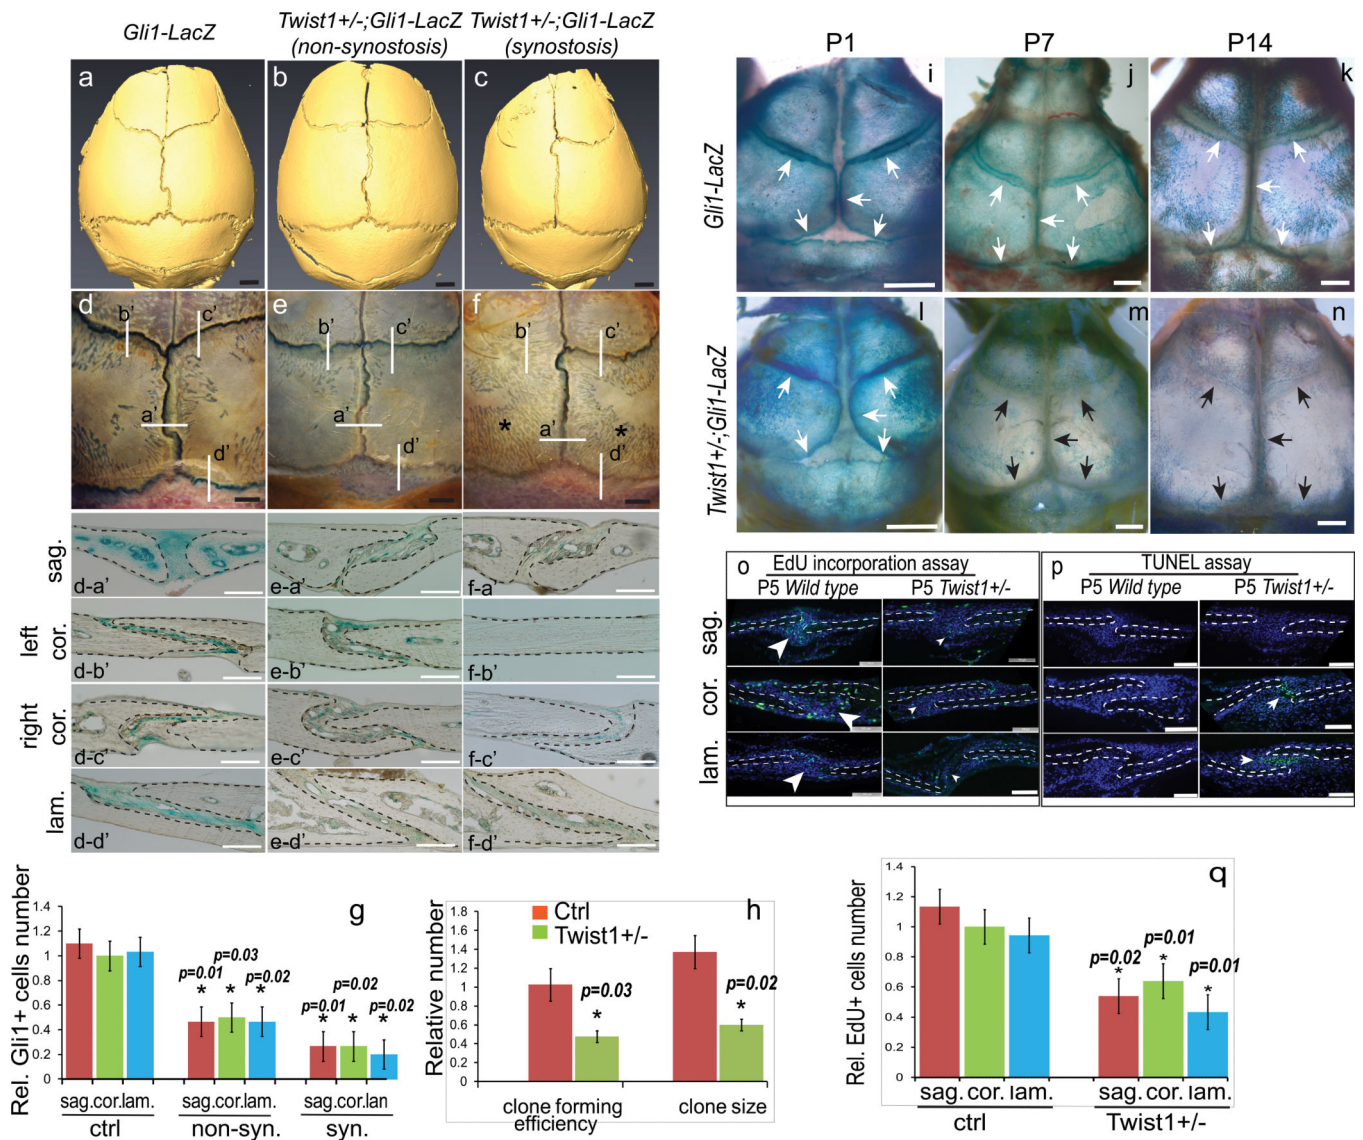 Gli1-LacZ
Twist1+/-;Gli1-LacZ
(non-synostosis)
Twist1+/-;Gli1-LacZ
(synostosis)
a
b
c
d
b'
c'
a'
d'
e
b'
c'
a'
d'
f
b'
c'
*
*
a'
d'
sag.
d-a'
e-a'
f-a'
left
cor.
d-b'
e-b'
f-b'
right
cor.
d-c'
e-c'
f-c'
lam.
d-d'
e-d'
f-d'
P1
P7
P14
Gli1-LacZ
i
j
k
Twist1+/-;Gli1-LacZ
l
m
n
o
EdU incorporation assay
P5 Wild type
P5 Twist1+/-
p
TUNEL assay
P5 Wild type
P5 Twist1+/-
sag.
cor.
lam.
g
Rel. Gli1+ cells number
1.4
1.2
1
0.8
0.6
0.4
0.2
0
p=0.01
p=0.03
p=0.02
* * *
p=0.01
p=0.02
p=0.02
* * *
sag.cor.lam.
sag.cor.lam.
sag.cor.lan
ctrl
non-syn.
syn.
h
Relative number
1.8
1.6
1.4
1.2
1
0.8
0.6
0.4
0.2
0
Ctrl
Twist1+/-
p=0.03
*
p=0.02
*
clone forming
efficiency
clone size
q
Rel. EdU+ cells number
1.4
1.2
1
0.8
0.6
0.4
0.2
0
p=0.02
*
p=0.01
*
p=0.01
*
sag.cor.lam.
sag.cor.lam.
ctrl
Twist1+/-